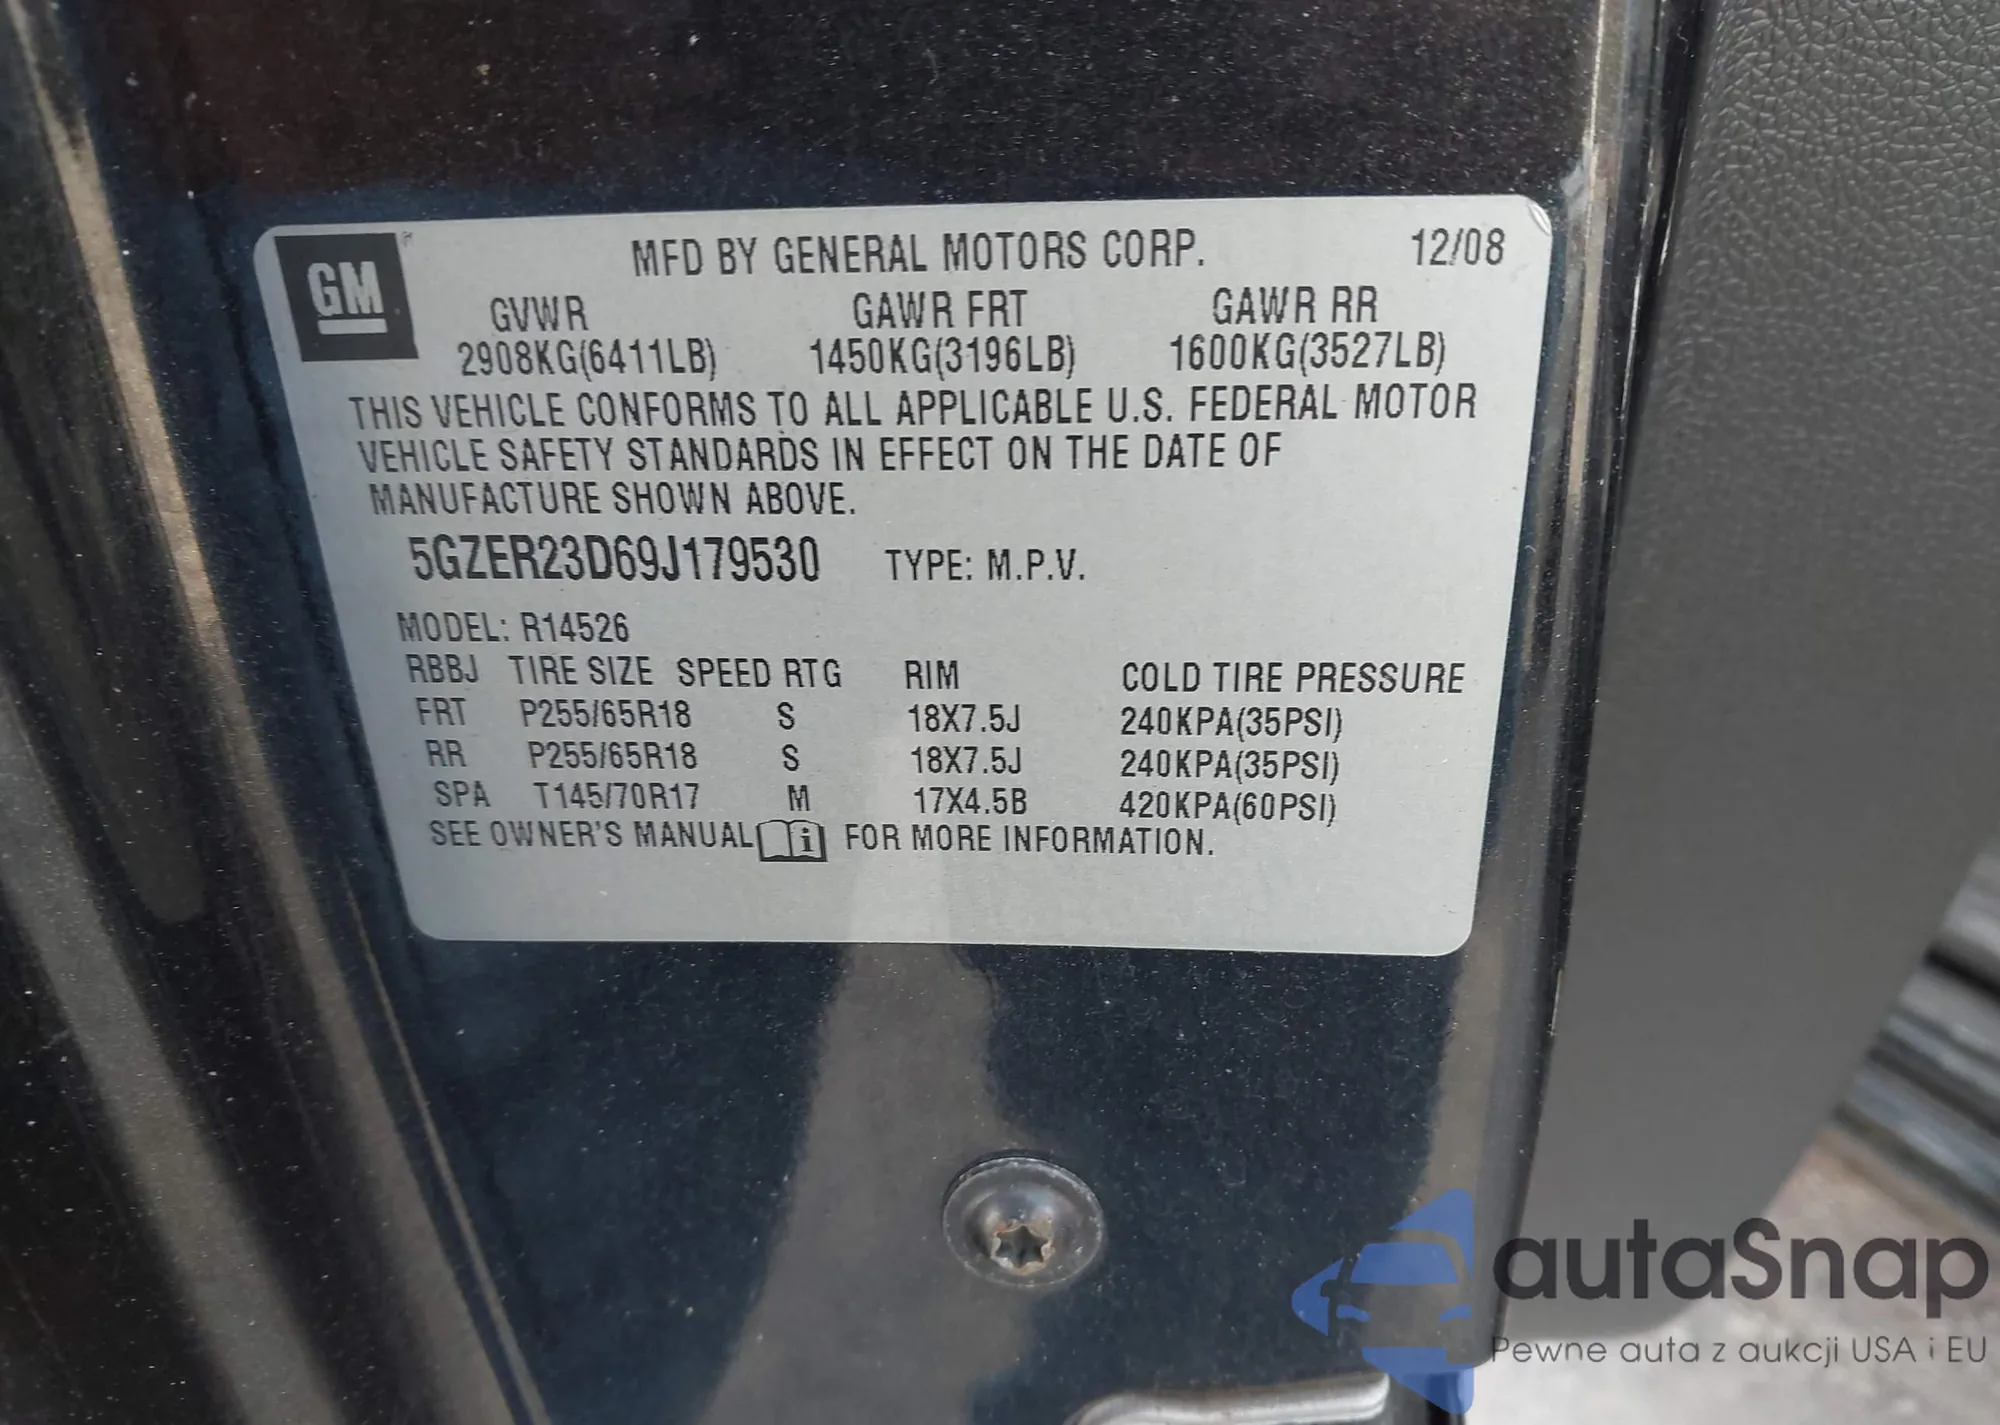 GM
MFD BY GENERAL MOTORS CORP. 12/08
GVWR GAWR FRT GAWR RR
2908KG(6411LB) 1450KG(3196LB) 1600KG(3527LB)
THIS VEHICLE CONFORMS TO ALL APPLICABLE U.S. FEDERAL MOTOR
VEHICLE SAFETY STANDARDS IN EFFECT ON THE DATE OF
MANUFACTURE SHOWN ABOVE.
5GZER23D69J179530 TYPE: M.P.V.
MODEL: R14526
RBBJ TIRE SIZE SPEED RTG RIM COLD TIRE PRESSURE
FRT P255/65R18 S 18X7.5J 240KPA(35PSI)
RR P255/65R18 S 18X7.5J 240KPA(35PSI)
SPA T145/70R17 M 17X4.5B 420KPA(60PSI)
SEE OWNER'S MANUAL i FOR MORE INFORMATION.
autaSnap
Pewne auta z aukcji USA i EU